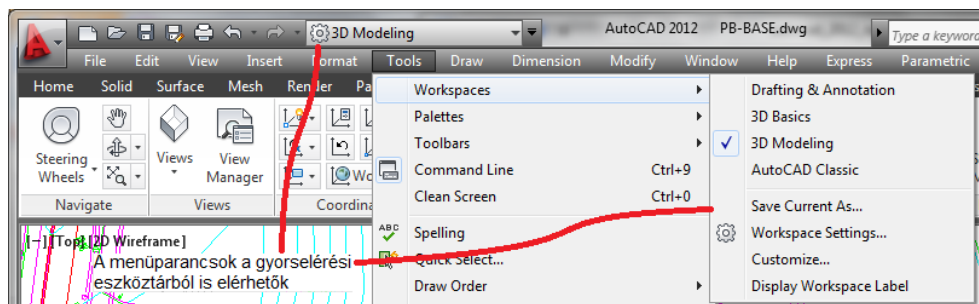 3D Modeling
AutoCAD 2012 PB-BASE.dwg
Type a keyword
File Edit View Insert Format Tools Draw Dimension Modify Window Help Express Parametric
Home Solid Surface Mesh Render Pa
Workspaces
Palettes
Toolbars
Command Line Ctrl+9
Clean Screen Ctrl+0
Spelling
Quick Select...
Draw Order
Drafting & Annotation
3D Basics
3D Modeling
AutoCAD Classic
Save Current As...
Workspace Settings...
Customize...
Display Workspace Label
Steering
Wheels
Views
View
Manager
Wo
Navigate
Views
Coordina
[−][Top][2D Wireframe]
A menüparancsok a gyorselérési
eszköztárból is elérhetők
ABC